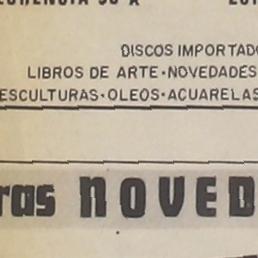 DISCOS IMPORTADO
LIBROS DE ARTE·NOVEDADES
ESCULTURAS·OLEOS·ACUARELAS
ras NOVED